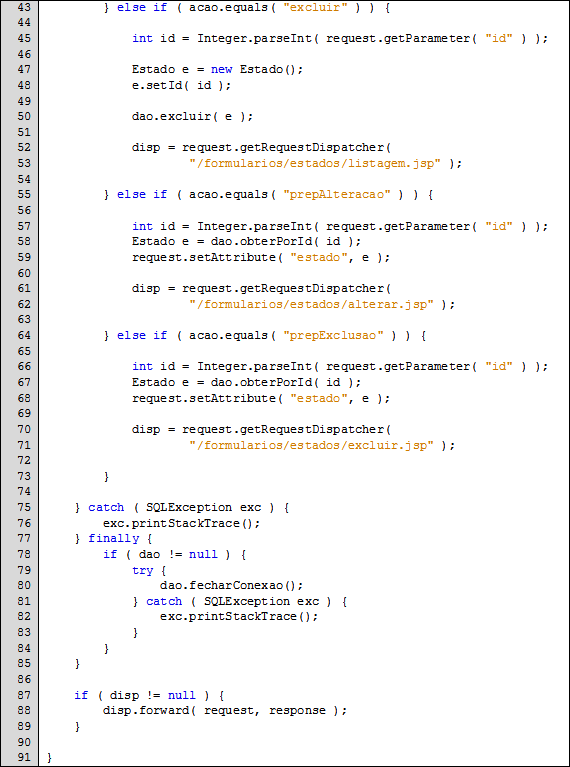 43 } else if ( acao.equals( "excluir" ) ) {
44
45 int id = Integer.parseInt( request.getParameter( "id" ) );
46
47 Estado e = new Estado();
48 e.setId( id );
49
50 dao.excluir( e );
51
52 disp = request.getRequestDispatcher(
53 "/formularios/estados/listagem.jsp" );
54
55 } else if ( acao.equals( "prepAlteracao" ) ) {
56
57 int id = Integer.parseInt( request.getParameter( "id" ) );
58 Estado e = dao.obterPorId( id );
59 request.setAttribute( "estado", e );
60
61 disp = request.getRequestDispatcher(
62 "/formularios/estados/alterar.jsp" );
63
64 } else if ( acao.equals( "prepExclusao" ) ) {
65
66 int id = Integer.parseInt( request.getParameter( "id" ) );
67 Estado e = dao.obterPorId( id );
68 request.setAttribute( "estado", e );
69
70 disp = request.getRequestDispatcher(
71 "/formularios/estados/excluir.jsp" );
72
73 }
74
75 } catch ( SQLException exc ) {
76 exc.printStackTrace();
77 } finally {
78 if ( dao != null ) {
79 try {
80 dao.fecharConexao();
81 } catch ( SQLException exc ) {
82 exc.printStackTrace();
83 }
84 }
85 }
86
87 if ( disp != null ) {
88 disp.forward( request, response );
89 }
90
91 }